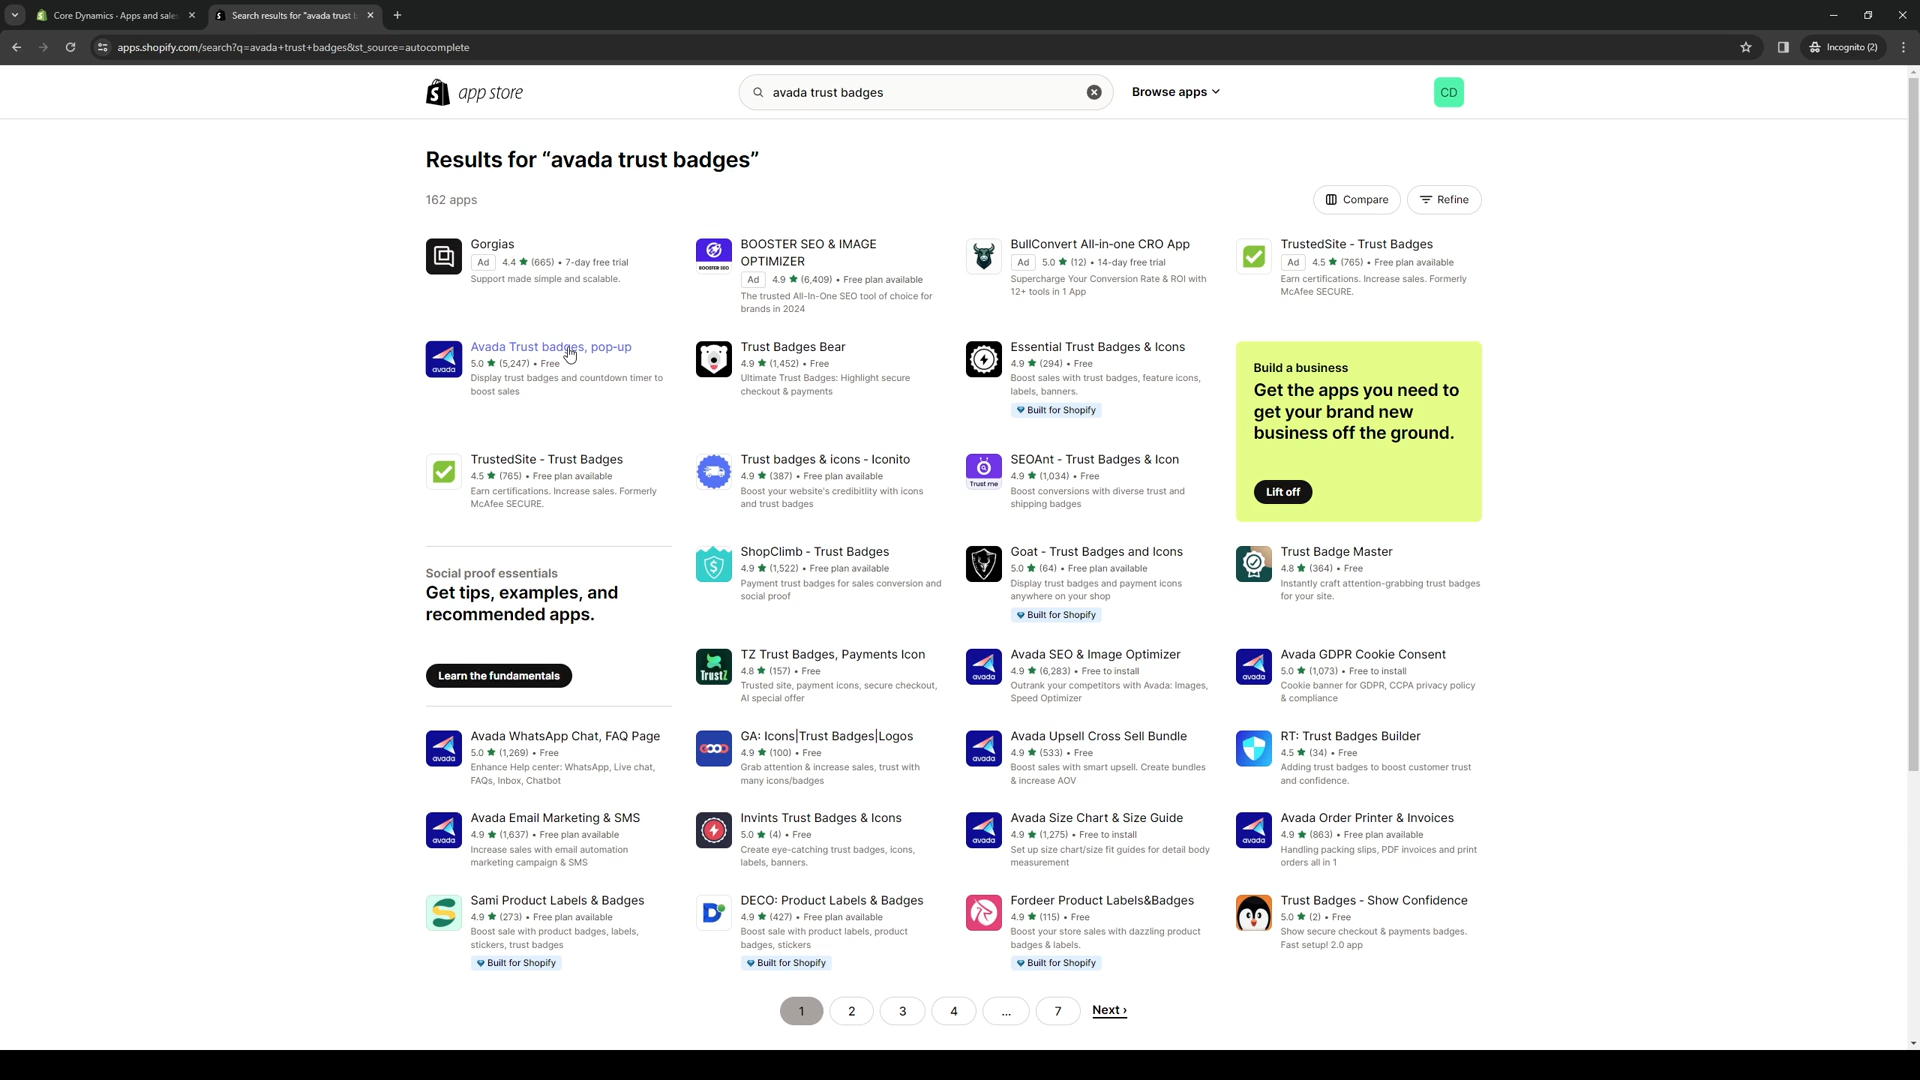 Core Dynamics - Apps and sales
Search results for "avada trust b
apps.shopify.com/search?q=avada+trust+badges&st_source=autocomplete
Incognito (2)
app store
avada trust badges
Browse apps
CD
Results for “avada trust badges”
162 apps
Compare
Refine
Gorgias
Ad 4.4 ★ (665) • 7-day free trial
Support made simple and scalable.
BOOSTER SEO
BOOSTER SEO & IMAGE
OPTIMIZER
Ad 4.9 ★ (6,409) • Free plan available
The trusted All-In-One SEO tool of choice for
brands in 2024
BullConvert All-in-one CRO App
Ad 5.0 ★ (12) • 14-day free trial
Supercharge Your Conversion Rate & ROI with
12+ tools in 1 App
TrustedSite - Trust Badges
Ad 4.5 ★ (765) • Free plan available
Earn certifications. Increase sales. Formerly
McAfee SECURE.
avada
Avada Trust badges, pop-up
5.0 ★ (5,247) • Free
Display trust badges and countdown timer to
boost sales
Trust Badges Bear
4.9 ★ (1,452) • Free
Ultimate Trust Badges: Highlight secure
checkout & payments
Essential Trust Badges & Icons
4.9 ★ (294) • Free
Boost sales with trust badges, feature icons,
labels, banners.
Built for Shopify
Build a business
Get the apps you need to
get your brand new
business off the ground.
Lift off
TrustedSite - Trust Badges
4.5 ★ (765) • Free plan available
Earn certifications. Increase sales. Formerly
McAfee SECURE.
Trust badges & icons - Iconito
4.9 ★ (387) • Free plan available
Boost your website's credibitliy with icons
and trust badges
Trust me
SEOAnt - Trust Badges & Icon
4.9 ★ (1,034) • Free
Boost conversions with diverse trust and
shipping badges
Social proof essentials
Get tips, examples, and
recommended apps.
Learn the fundamentals
ShopClimb - Trust Badges
4.9 ★ (1,522) • Free plan available
Payment trust badges for sales conversion and
social proof
Goat - Trust Badges and Icons
5.0 ★ (64) • Free plan available
Display trust badges and payment icons
anywhere on your shop
Built for Shopify
Trust Badge Master
4.8 ★ (364) • Free
Instantly craft attention-grabbing trust badges
for your site.
TrustZ
TZ Trust Badges, Payments Icon
4.8 ★ (157) • Free
Trusted site, payment icons, secure checkout,
AI special offer
avada
Avada SEO & Image Optimizer
4.9 ★ (6,283) • Free to install
Outrank your competitors with Avada: Images,
Speed Optimizer
avada
Avada GDPR Cookie Consent
5.0 ★ (1,073) • Free to install
Cookie banner for GDPR, CCPA privacy policy
& compliance
avada
Avada WhatsApp Chat, FAQ Page
5.0 ★ (1,269) • Free
Enhance Help center: WhatsApp, Live chat,
FAQs, Inbox, Chatbot
GA: Icons|Trust Badges|Logos
4.9 ★ (100) • Free
Grab attention & increase sales, trust with
many icons/badges
avada
Avada Upsell Cross Sell Bundle
4.9 ★ (533) • Free
Boost sales with smart upsell. Create bundles
& increase AOV
RT: Trust Badges Builder
4.5 ★ (34) • Free
Adding trust badges to boost customer trust
and confidence.
avada
Avada Email Marketing & SMS
4.9 ★ (1,637) • Free plan available
Increase sales with email automation
marketing campaign & SMS
Invints Trust Badges & Icons
5.0 ★ (4) • Free
Create eye-catching trust badges, icons,
labels, banners.
avada
Avada Size Chart & Size Guide
4.9 ★ (1,275) • Free to install
Set up size chart/size fit guides for detail body
measurement
avada
Avada Order Printer & Invoices
4.9 ★ (863) • Free plan available
Handling packing slips, PDF invoices and print
orders all in 1
Sami Product Labels & Badges
4.9 ★ (273) • Free plan available
Boost sale with product badges, labels,
stickers, trust badges
Built for Shopify
DECO: Product Labels & Badges
4.9 ★ (427) • Free plan available
Boost sale with product labels, product
badges, stickers
Built for Shopify
Fordeer Product Labels&Badges
4.9 ★ (115) • Free
Boost your store sales with dazzling product
badges & labels.
Built for Shopify
Trust Badges - Show Confidence
5.0 ★ (2) • Free
Show secure checkout & payments badges.
Fast setup! 2.0 app
1 2 3 4 ... 7 Next ›